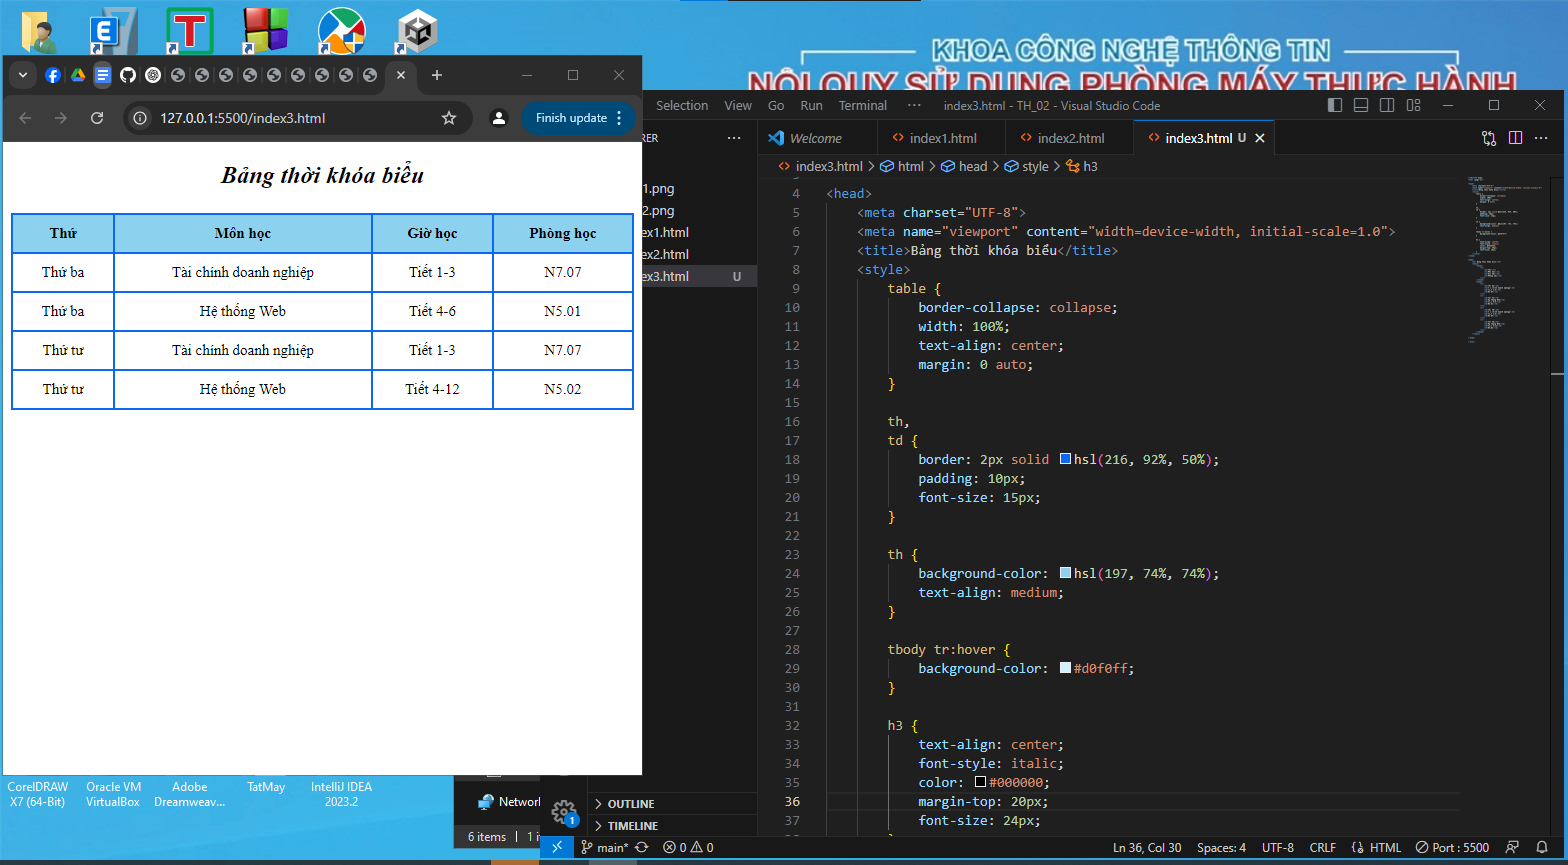 KHOA CÔNG NGHỆ THÔNG TIN
NỘI QUY SỬ DỤNG PHÒNG MÁY THỰC HÀNH
127.0.0.1:5500/index3.html
Finish update
Bảng thời khóa biểu
Thứ Môn học Giờ học Phòng học
Thứ ba Tài chính doanh nghiệp Tiết 1-3 N7.07
Thứ ba Hệ thống Web Tiết 4-6 N5.01
Thứ tư Tài chính doanh nghiệp Tiết 1-3 N7.07
Thứ tư Hệ thống Web Tiết 4-12 N5.02
CorelDRAW X7 (64-Bit)
Oracle VM VirtualBox
Adobe Dreamweav...
TatMay
IntelliJ IDEA 2023.2
Network
6 items
Selection View Go Run Terminal ··· index3.html - TH_02 - Visual Studio Code
RER ···
1.png
2.png
ex1.html
ex2.html
ex3.html U
OUTLINE
TIMELINE
Welcome index1.html index2.html index3.html U
index3.html > html > head > style > h3
4 <head>
5 <meta charset="UTF-8">
6 <meta name="viewport" content="width=device-width, initial-scale=1.0">
7 <title>Bảng thời khóa biểu</title>
8 <style>
9 table {
10 border-collapse: collapse;
11 width: 100%;
12 text-align: center;
13 margin: 0 auto;
14 }
15
16 th,
17 td {
18 border: 2px solid hsl(216, 92%, 50%);
19 padding: 10px;
20 font-size: 15px;
21 }
22
23 th {
24 background-color: hsl(197, 74%, 74%);
25 text-align: medium;
26 }
27
28 tbody tr:hover {
29 background-color: #d0f0ff;
30 }
31
32 h3 {
33 text-align: center;
34 font-style: italic;
35 color: #000000;
36 margin-top: 20px;
37 font-size: 24px;
1
main* 0 0 Ln 36, Col 30 Spaces: 4 UTF-8 CRLF HTML Port : 5500